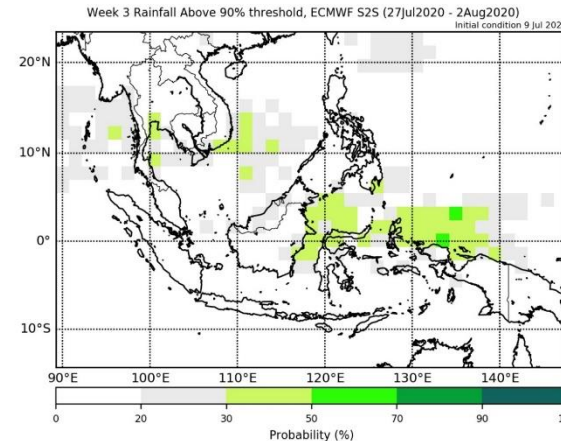 Week 3 Rainfall Above 90% threshold, ECMWF S2S (27Jul2020 - 2Aug2020)
Initial condition 9 Jul 202
20°N
10°N
0°
10°S
90°E 100°E 110°E 120°E 130°E 140°E
0 20 30 50 70 90 1
Probability (%)